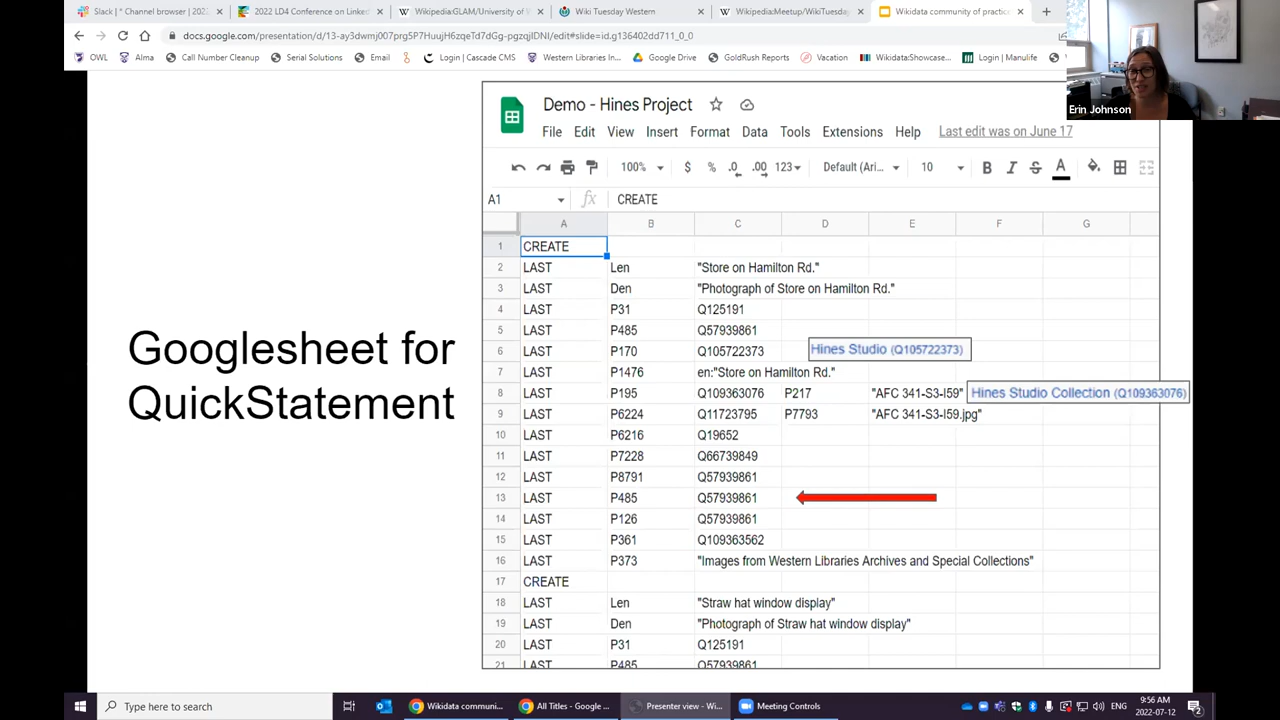 Slack | * Channel browser | 2022
2022 LD4 Conference on Linked
Wikipedia:GLAM/University of W
Wiki Tuesday Western
Wikipedia:Meetup/WikiTuesday
Wikidata community of practice
docs.google.com/presentation/d/13-ay3dwmj007prgSP7HuujH6zqeTd7dGg-pgzqjlDNI/edit#slide=id.g136402dd711_0_0
OWL
Alma
Call Number Cleanup
Serial Solutions
Email
Login | Cascade CMS
Western Libraries In...
Google Drive
GoldRush Reports
Vacation
Wikidata:Showcase...
Login | Manulife
Erin Johnson
Googlesheet for
QuickStatement
Demo - Hines Project
File Edit View Insert Format Data Tools Extensions Help Last edit was on June 17
100% $ % .0 .00 123 Default (Ari... 10 B I S A
A1 fx CREATE
A B C D E F G
1 CREATE
2 LAST Len "Store on Hamilton Rd."
3 LAST Den "Photograph of Store on Hamilton Rd."
4 LAST P31 Q125191
5 LAST P485 Q57939861
6 LAST P170 Q105722373 Hines Studio (Q105722373)
7 LAST P1476 en:"Store on Hamilton Rd."
8 LAST P195 Q109363076 P217 "AFC 341-S3-I59" Hines Studio Collection (Q109363076)
9 LAST P6224 Q11723795 P7793 "AFC 341-S3-I59.jpg"
10 LAST P6216 Q19652
11 LAST P7228 Q66739849
12 LAST P8791 Q57939861
13 LAST P485 Q57939861
14 LAST P126 Q57939861
15 LAST P361 Q109363562
16 LAST P373 "Images from Western Libraries Archives and Special Collections"
17 CREATE
18 LAST Len "Straw hat window display"
19 LAST Den "Photograph of Straw hat window display"
20 LAST P31 Q125191
21 LAST P485 Q57939861
Type here to search
Wikidata communi...
All Titles - Google ...
Presenter view - Wi...
Meeting Controls
ENG
9:56 AM
2022-07-12
2